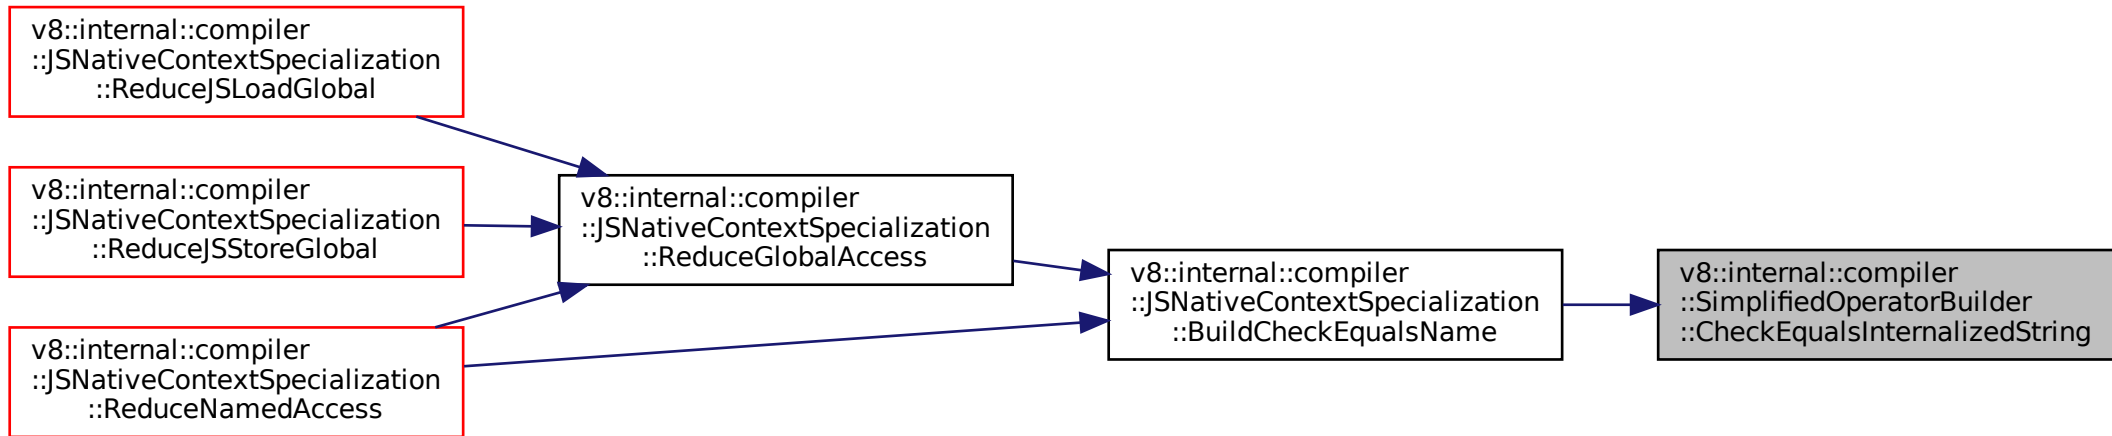 v8::internal::compiler
::JSNativeContextSpecialization
::ReduceJSLoadGlobal
v8::internal::compiler
::JSNativeContextSpecialization
::ReduceJSStoreGlobal
v8::internal::compiler
::JSNativeContextSpecialization
::ReduceNamedAccess
v8::internal::compiler
::JSNativeContextSpecialization
::ReduceGlobalAccess
v8::internal::compiler
::JSNativeContextSpecialization
::BuildCheckEqualsName
v8::internal::compiler
::SimplifiedOperatorBuilder
::CheckEqualsInternalizedString